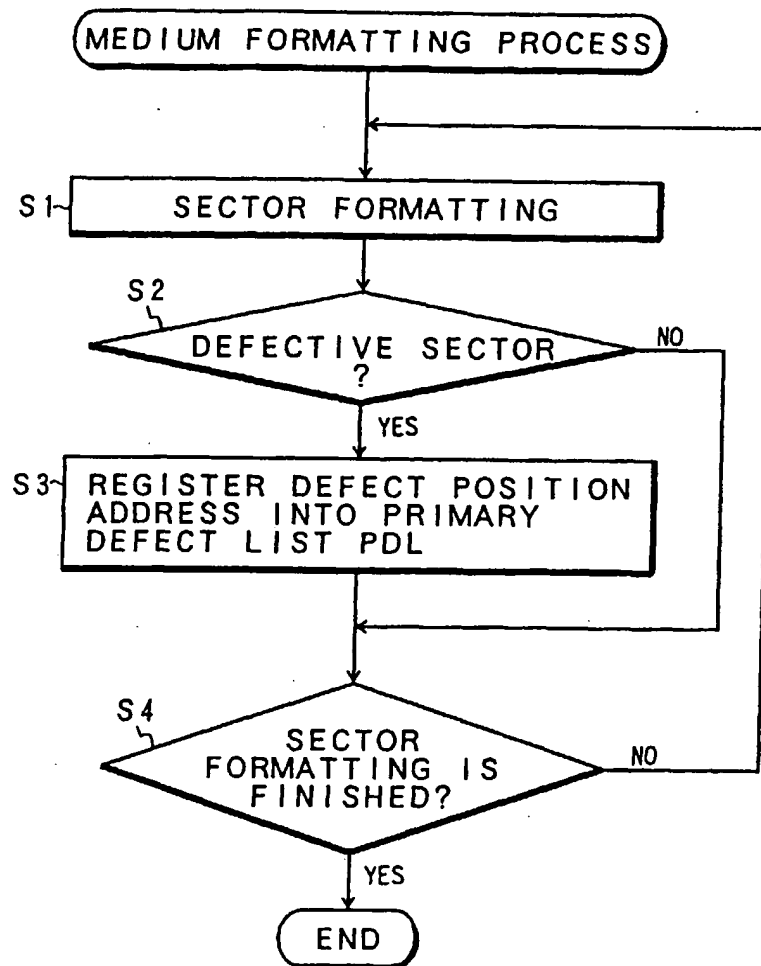 MEDIUM FORMATTING PROCESS
S1
SECTOR FORMATTING
S2
DEFECTIVE SECTOR
?
NO
YES
S3
REGISTER DEFECT POSITION
ADDRESS INTO PRIMARY
DEFECT LIST PDL
S4
SECTOR
FORMATTING IS
FINISHED?
NO
YES
END